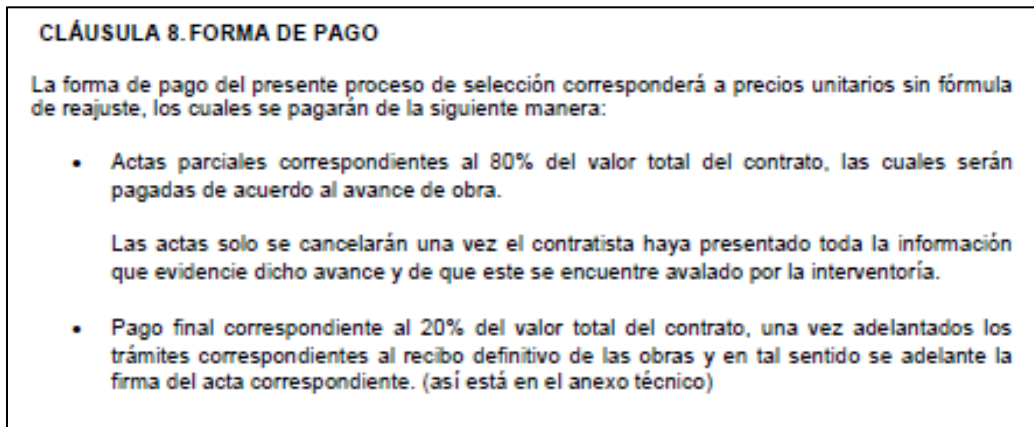 CLÁUSULA 8. FORMA DE PAGO
La forma de pago del presente proceso de selección corresponderá a precios unitarios sin fórmula
de reajuste, los cuales se pagarán de la siguiente manera:
• Actas parciales correspondientes al 80% del valor total del contrato, las cuales serán
pagadas de acuerdo al avance de obra.
Las actas solo se cancelarán una vez el contratista haya presentado toda la información
que evidencie dicho avance y de que este se encuentre avalado por la interventoría.
• Pago final correspondiente al 20% del valor total del contrato, una vez adelantados los
trámites correspondientes al recibo definitivo de las obras y en tal sentido se adelante la
firma del acta correspondiente. (así está en el anexo técnico)